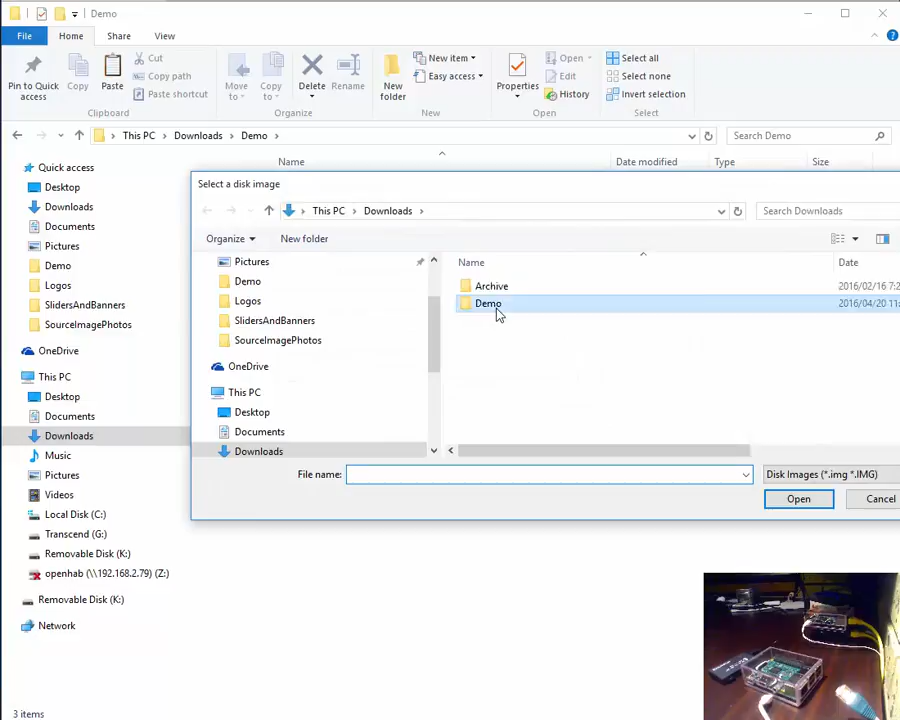 Demo
File Home Share View
Pin to Quick access
Copy
Paste
Cut
Copy path
Paste shortcut
Clipboard
Move to
Copy to
Delete
Rename
Organize
New folder
New item
Easy access
New
Properties
Open
Edit
History
Open
Select all
Select none
Invert selection
Select
This PC > Downloads > Demo >
Search Demo
Name Date modified Type Size
Quick access
Desktop
Downloads
Documents
Pictures
Demo
Logos
SlidersAndBanners
SourceImagePhotos
OneDrive
This PC
Desktop
Documents
Downloads
Music
Pictures
Videos
Local Disk (C:)
Transcend (G:)
Removable Disk (K:)
openhab (\\192.168.2.79) (Z:)
Removable Disk (K:)
Network
3 items
Select a disk image
This PC > Downloads >
Search Downloads
Organize
New folder
Pictures
Demo
Logos
SlidersAndBanners
SourceImagePhotos
OneDrive
This PC
Desktop
Documents
Downloads
Name Date
Archive 2016/02/16 7:2
Demo 2016/04/20 11:
File name:
Disk Images (*.img *.IMG)
Open Cancel